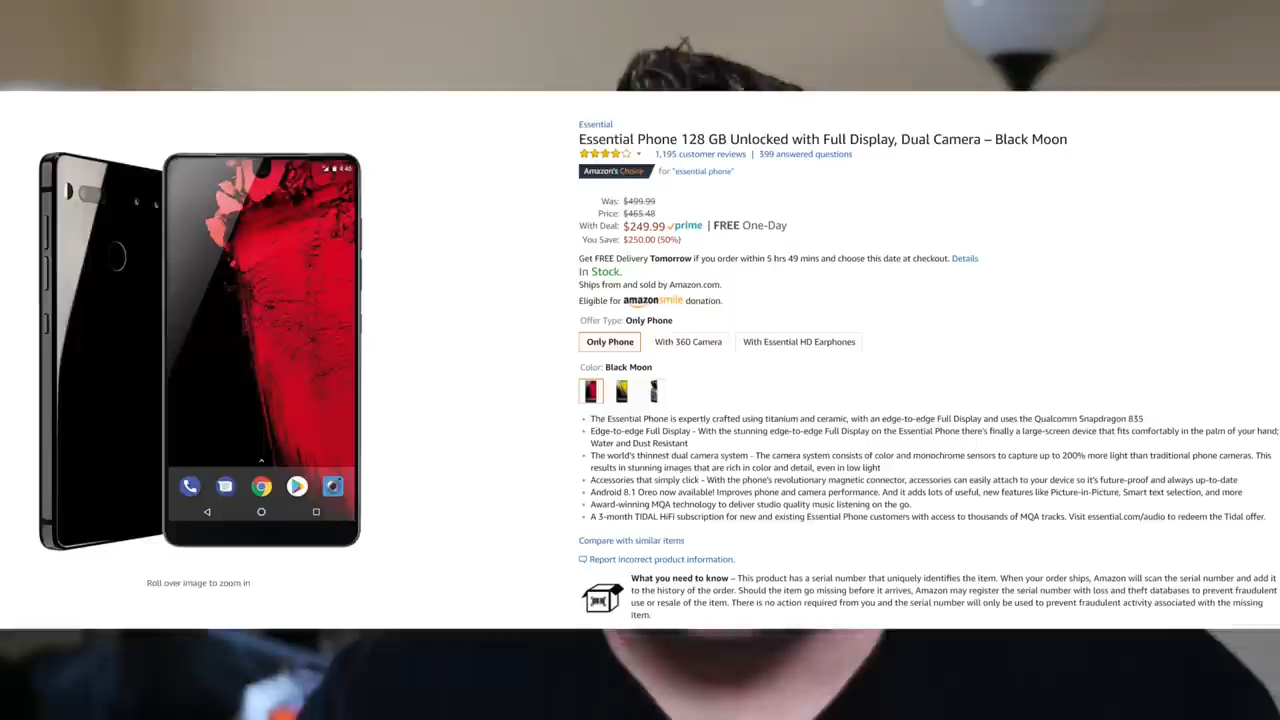 Essential
Essential Phone 128 GB Unlocked with Full Display, Dual Camera – Black Moon
1,195 customer reviews | 399 answered questions
Amazon's Choice for "essential phone"
Was: $499.99
Price: $465.48
With Deal: $249.99 prime | FREE One-Day
You Save: $250.00 (50%)
Get FREE Delivery Tomorrow if you order within 5 hrs 49 mins and choose this date at checkout. Details
In Stock.
Ships from and sold by Amazon.com.
Eligible for amazonsmile donation.
Offer Type: Only Phone
Only Phone With 360 Camera With Essential HD Earphones
Color: Black Moon
The Essential Phone is expertly crafted using titanium and ceramic, with an edge-to-edge Full Display and uses the Qualcomm Snapdragon 835
Edge-to-edge Full Display - With the stunning edge-to-edge Full Display on the Essential Phone there's finally a large-screen device that fits comfortably in the palm of your hand;
Water and Dust Resistant
The world's thinnest dual camera system - The camera system consists of color and monochrome sensors to capture up to 200% more light than traditional phone cameras. This
results in stunning images that are rich in color and detail, even in low light
Accessories that simply click - With the phone's revolutionary magnetic connector, accessories can easily attach to your device so it's future-proof and always up-to-date
Android 8.1 Oreo now available! Improves phone and camera performance. And it adds lots of useful, new features like Picture-in-Picture, Smart text selection, and more
Award-winning MQA technology to deliver studio quality music listening on the go.
A 3-month TIDAL HiFi subscription for new and existing Essential Phone customers with access to thousands of MQA tracks. Visit essential.com/audio to redeem the Tidal offer.
Compare with similar items
Report incorrect product information.
What you need to know – This product has a serial number that uniquely identifies the item. When your order ships, Amazon will scan the serial number and add it
to the history of the order. Should the item go missing before it arrives, Amazon may register the serial number with loss and theft databases to prevent fraudulent
use or resale of the item. There is no action required from you and the serial number will only be used to prevent fraudulent activity associated with the missing
item.
4:40
Roll over image to zoom in